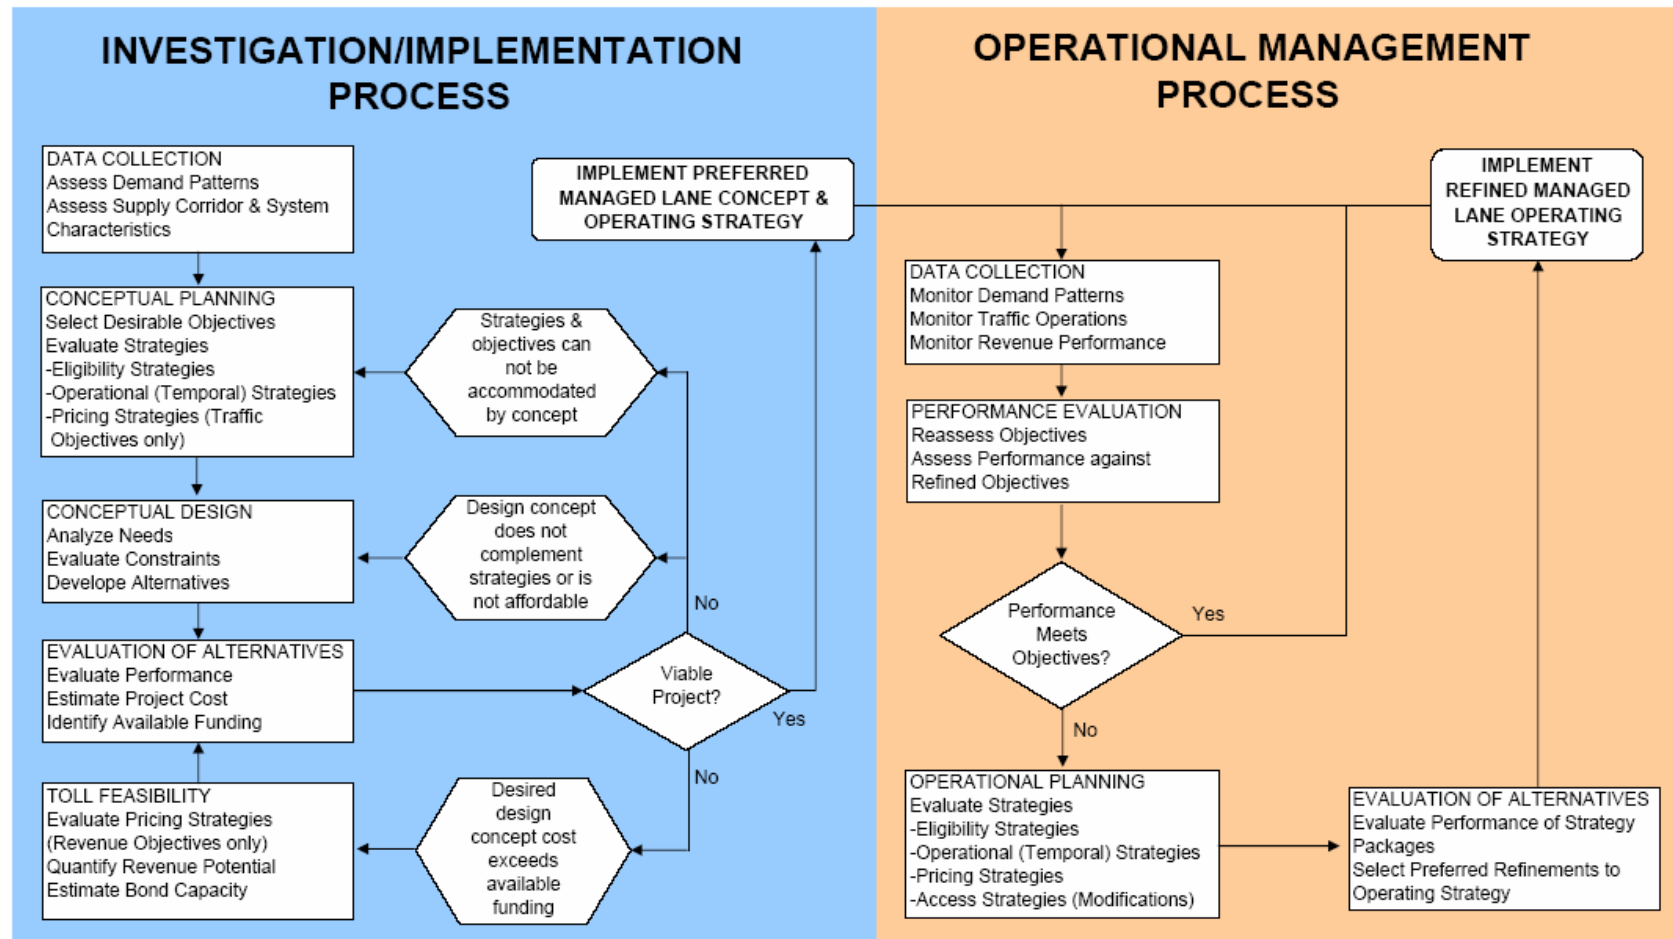 INVESTIGATION/IMPLEMENTATION
PROCESS
DATA COLLECTION
Assess Demand Patterns
Assess Supply Corridor & System
Characteristics
CONCEPTUAL PLANNING
Select Desirable Objectives
Evaluate Strategies
-Eligibility Strategies
-Operational (Temporal) Strategies
-Pricing Strategies (Traffic
Objectives only)
CONCEPTUAL DESIGN
Analyze Needs
Evaluate Constraints
Develope Alternatives
EVALUATION OF ALTERNATIVES
Evaluate Performance
Estimate Project Cost
Identify Available Funding
TOLL FEASIBILITY
Evaluate Pricing Strategies
(Revenue Objectives only)
Quantify Revenue Potential
Estimate Bond Capacity
Strategies &
objectives can
not be
accommodated
by concept
Design concept
does not
complement
strategies or is
not affordable
Desired
design
concept cost
exceeds
available
funding
No
Viable
Project?
Yes
No
IMPLEMENT PREFERRED
MANAGED LANE CONCEPT &
OPERATING STRATEGY
OPERATIONAL MANAGEMENT
PROCESS
DATA COLLECTION
Monitor Demand Patterns
Monitor Traffic Operations
Monitor Revenue Performance
PERFORMANCE EVALUATION
Reassess Objectives
Assess Performance against
Refined Objectives
Performance
Meets
Objectives?
Yes
No
OPERATIONAL PLANNING
Evaluate Strategies
-Eligibility Strategies
-Operational (Temporal) Strategies
-Pricing Strategies
-Access Strategies (Modifications)
EVALUATION OF ALTERNATIVES
Evaluate Performance of Strategy
Packages
Select Preferred Refinements to
Operating Strategy
IMPLEMENT
REFINED MANAGED
LANE OPERATING
STRATEGY